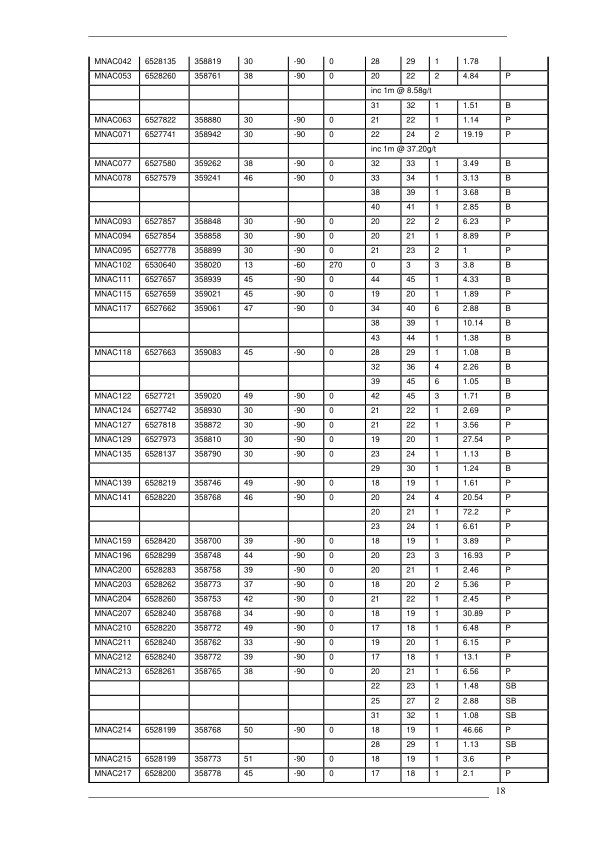 MNAC042 6528135 358819 30 -90 0 28 29 1 1.78
MNAC053 6528260 358761 38 -90 0 20 22 2 4.84 P
inc 1m @ 8.58g/t
31 32 1 1.51 B
MNAC063 6527822 358880 30 -90 0 21 22 1 1.14 P
MNAC071 6527741 358942 30 -90 0 22 24 2 19.19 P
inc 1m @ 37.20g/t
MNAC077 6527580 359262 38 -90 0 32 33 1 3.49 B
MNAC078 6527579 359241 46 -90 0 33 34 1 3.13 B
38 39 1 3.68 B
40 41 1 2.85 B
MNAC093 6527857 358848 30 -90 0 20 22 2 6.23 P
MNAC094 6527854 358858 30 -90 0 20 21 1 8.89 P
MNAC095 6527778 358899 30 -90 0 21 23 2 1 P
MNAC102 6530640 358020 13 -60 270 0 3 3 3.8 B
MNAC111 6527657 358939 45 -90 0 44 45 1 4.33 B
MNAC115 6527659 359021 45 -90 0 19 20 1 1.89 P
MNAC117 6527662 359061 47 -90 0 34 40 6 2.88 B
38 39 1 10.14 B
43 44 1 1.38 B
MNAC118 6527663 359083 45 -90 0 28 29 1 1.08 B
32 36 4 2.26 B
39 45 6 1.05 B
MNAC122 6527721 359020 49 -90 0 42 45 3 1.71 B
MNAC124 6527742 358930 30 -90 0 21 22 1 2.69 P
MNAC127 6527818 358872 30 -90 0 21 22 1 3.56 P
MNAC129 6527973 358810 30 -90 0 19 20 1 27.54 P
MNAC135 6528137 358790 30 -90 0 23 24 1 1.13 B
29 30 1 1.24 B
MNAC139 6528219 358746 49 -90 0 18 19 1 1.61 P
MNAC141 6528220 358768 46 -90 0 20 24 4 20.54 P
20 21 1 72.2 P
23 24 1 6.61 P
MNAC159 6528420 358700 39 -90 0 18 19 1 3.89 P
MNAC196 6528299 358748 44 -90 0 20 23 3 16.93 P
MNAC200 6528283 358758 39 -90 0 20 21 1 2.46 P
MNAC203 6528262 358773 37 -90 0 18 20 2 5.36 P
MNAC204 6528260 358753 42 -90 0 21 22 1 2.45 P
MNAC207 6528240 358768 34 -90 0 18 19 1 30.89 P
MNAC210 6528220 358772 49 -90 0 17 18 1 6.48 P
MNAC211 6528240 358762 33 -90 0 19 20 1 6.15 P
MNAC212 6528240 358772 39 -90 0 17 18 1 13.1 P
MNAC213 6528261 358765 38 -90 0 20 21 1 6.56 P
22 23 1 1.48 SB
25 27 2 2.88 SB
31 32 1 1.08 SB
MNAC214 6528199 358768 50 -90 0 18 19 1 46.66 P
28 29 1 1.13 SB
MNAC215 6528199 358773 51 -90 0 18 19 1 3.6 P
MNAC217 6528200 358778 45 -90 0 17 18 1 2.1 P
18